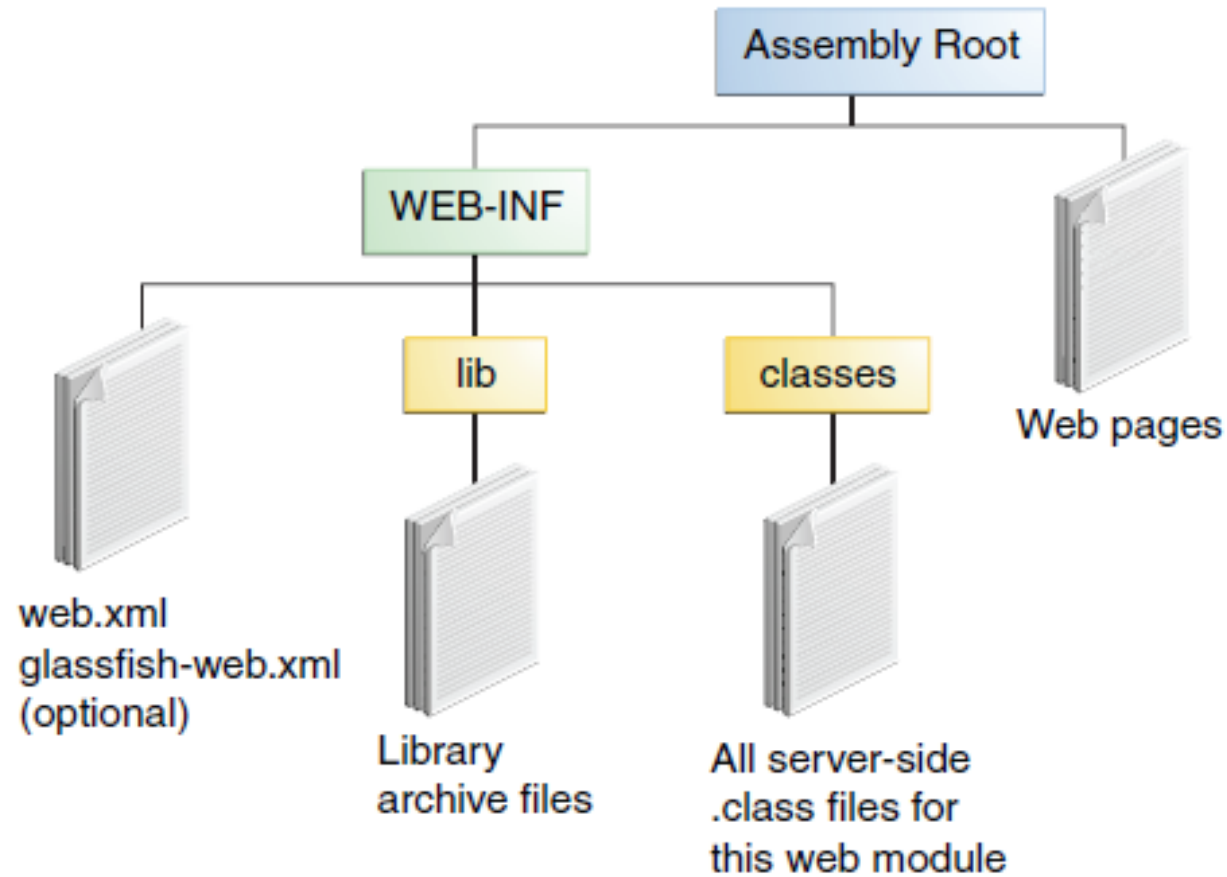 Assembly Root
WEB-INF
lib
classes
Web pages
web.xml
glassfish-web.xml
(optional)
Library
archive files
All server-side
.class files for
this web module